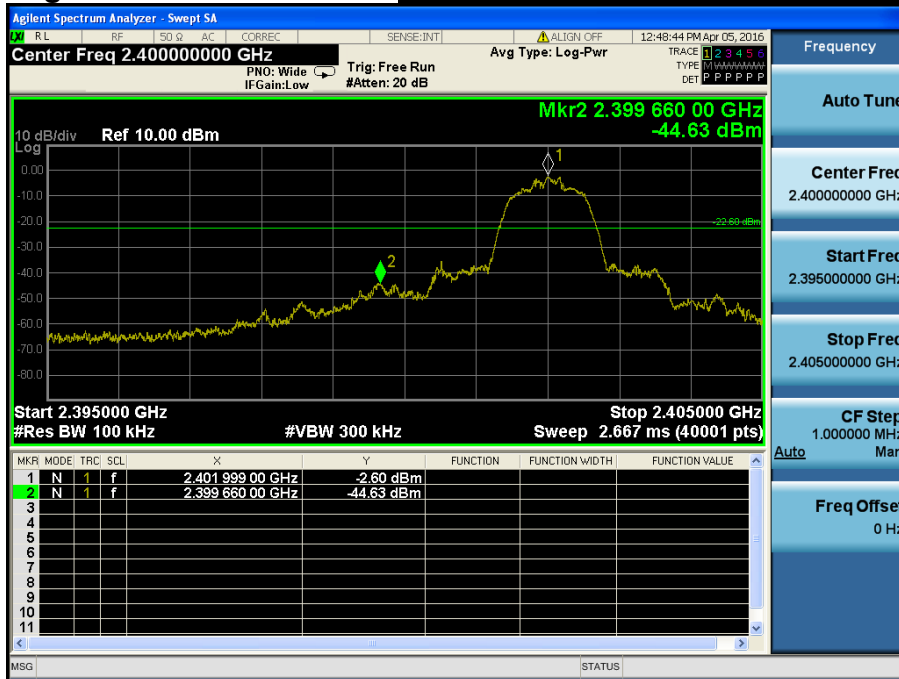 Agilent Spectrum Analyzer - Swept SA
LXI RL RF 50 Ω AC CORREC SENSE:INT ALIGN OFF 12:48:44 PM Apr 05, 2016
Center Freq 2.400000000 GHz
PNO: Wide
IFGain:Low
Trig: Free Run
#Atten: 20 dB
Avg Type: Log-Pwr
TRACE 1 2 3 4 5 6
TYPE M WWWWW
DET P P P P P P
Mkr2 2.399 660 00 GHz
-44.63 dBm
10 dB/div Ref 10.00 dBm
Log
0.00
-10.0
-20.0
-30.0
-40.0
-50.0
-60.0
-70.0
-80.0
1
2
-22.60 dBm
Start 2.395000 GHz Stop 2.405000 GHz
#Res BW 100 kHz #VBW 300 kHz Sweep 2.667 ms (40001 pts)
MKR MODE TRC SCL X Y FUNCTION FUNCTION WIDTH FUNCTION VALUE
1 N 1 f 2.401 999 00 GHz -2.60 dBm
2 N 1 f 2.399 660 00 GHz -44.63 dBm
3
4
5
6
7
8
9
10
11
MSG STATUS
Frequency
Auto Tune
Center Freq
2.400000000 GHz
Start Freq
2.395000000 GHz
Stop Freq
2.405000000 GHz
CF Step
1.000000 MHz
Auto Man
Freq Offset
0 Hz